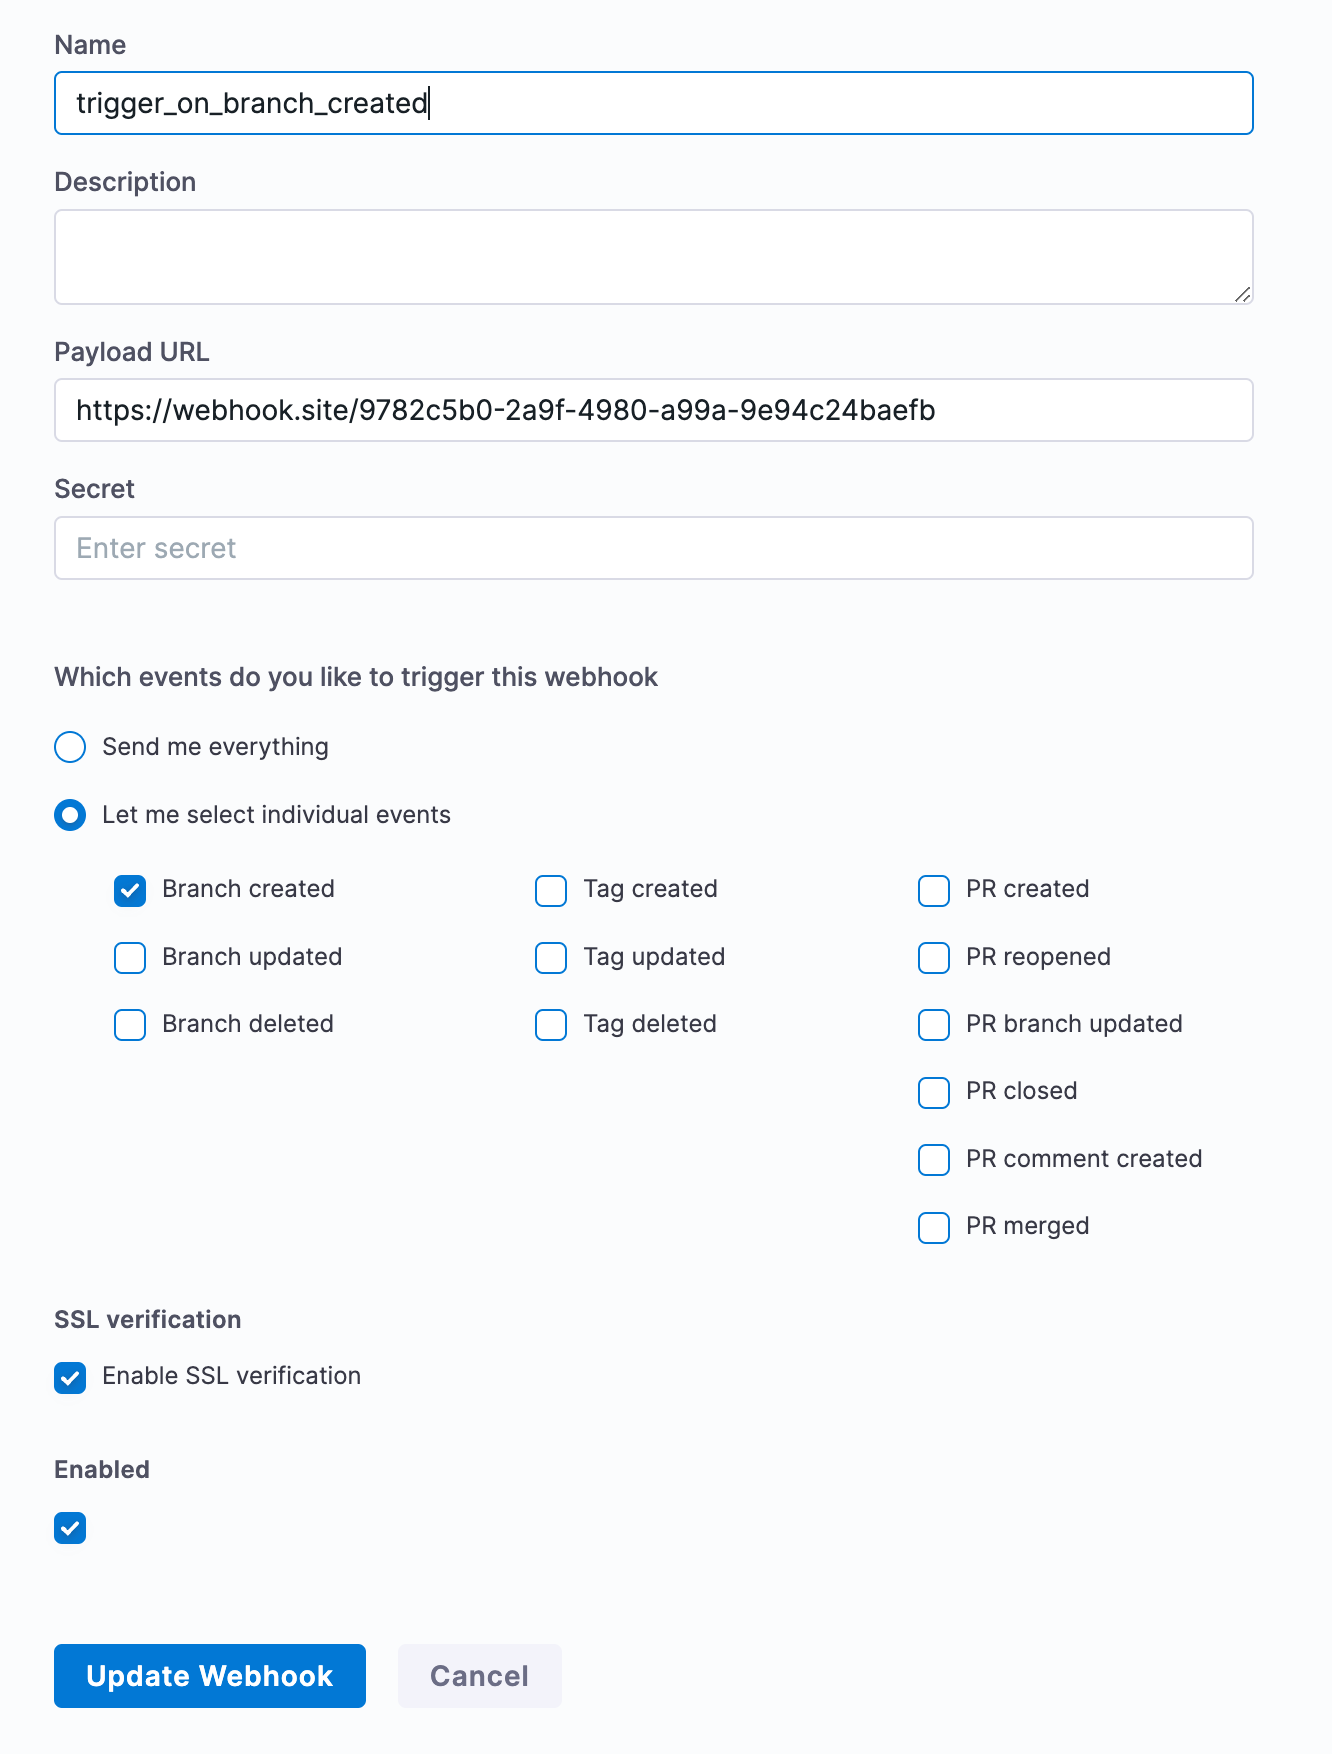 Name
trigger_on_branch_created
Description
Payload URL
https://webhook.site/9782c5b0-2a9f-4980-a99a-9e94c24baefb
Secret
Enter secret
Which events do you like to trigger this webhook
Send me everything
Let me select individual events
Branch created Tag created PR created
Branch updated Tag updated PR reopened
Branch deleted Tag deleted PR branch updated
PR closed
PR comment created
PR merged
SSL verification
Enable SSL verification
Enabled
Update Webhook Cancel